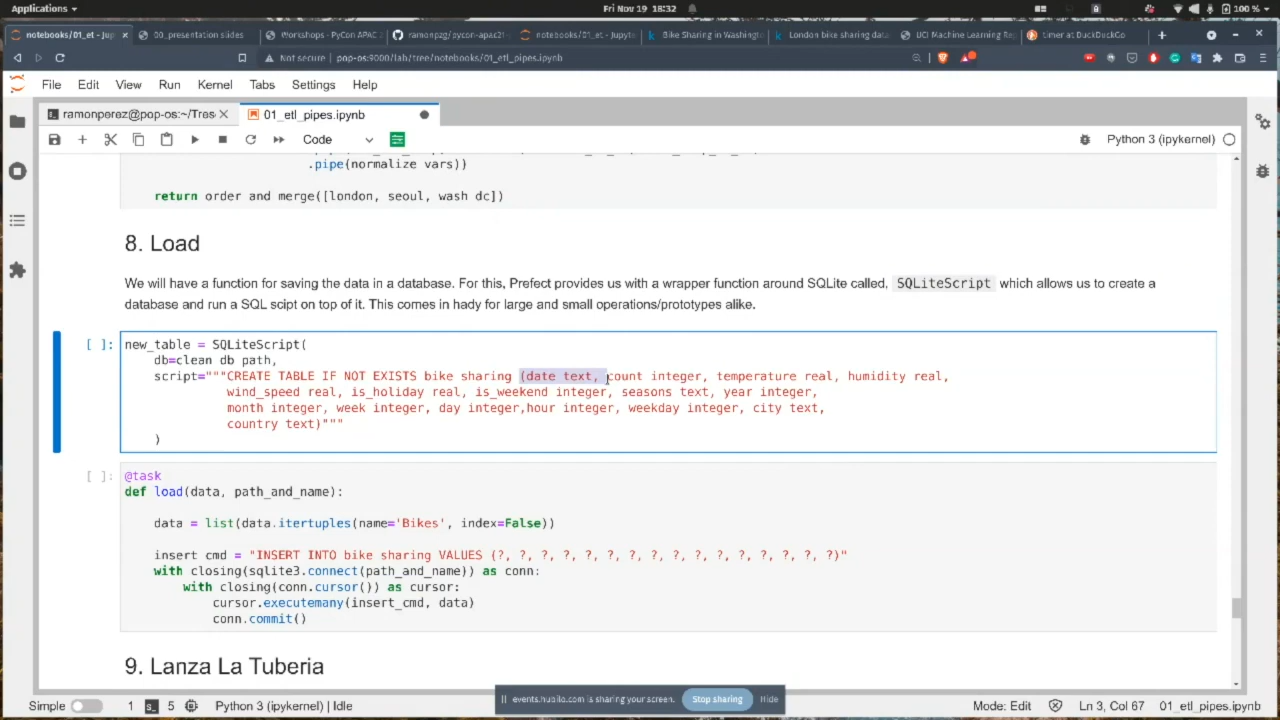 Applications
Fri Nov 19 18:32
100 %
notebooks/01_et - Jup
00_presentation slides
Workshops - PyCon APAC
ramonpzg/pycon-apac21
notebooks/01_et - Jupyte
Bike Sharing in Washingt
London bike sharing data
UCI Machine Learning Re
timer at DuckDuckGo
Not secure | pop-os:9000/lab/tree/notebooks/01_etl_pipes.ipynb
File Edit View Run Kernel Tabs Settings Help
ramonperez@pop-os:~/Tres
01_etl_pipes.ipynb
Code
Python 3 (ipykernel)
.pipe(normalize vars))
return order and merge([london, seoul, wash dc])
8. Load
We will have a function for saving the data in a database. For this, Prefect provides us with a wrapper function around SQLite called, SQLiteScript which allows us to create a
database and run a SQL scipt on top of it. This comes in hady for large and small operations/prototypes alike.
[ ]: new_table = SQLiteScript(
db=clean db path,
script="""CREATE TABLE IF NOT EXISTS bike sharing (date text, count integer, temperature real, humidity real,
wind_speed real, is_holiday real, is_weekend integer, seasons text, year integer,
month integer, week integer, day integer,hour integer, weekday integer, city text,
country text)"""
)
[ ]: @task
def load(data, path_and_name):
data = list(data.itertuples(name='Bikes', index=False))
insert cmd = "INSERT INTO bike sharing VALUES (?, ?, ?, ?, ?, ?, ?, ?, ?, ?, ?, ?, ?, ?, ?, ?)"
with closing(sqlite3.connect(path_and_name)) as conn:
with closing(conn.cursor()) as cursor:
cursor.executemany(insert_cmd, data)
conn.commit()
9. Lanza La Tuberia
events.hubilo.com is sharing your screen. Stop sharing Hide
Simple 1 5 Python 3 (ipykernel) | Idle Mode: Edit Ln 3, Col 67 01_etl_pipes.ipynb